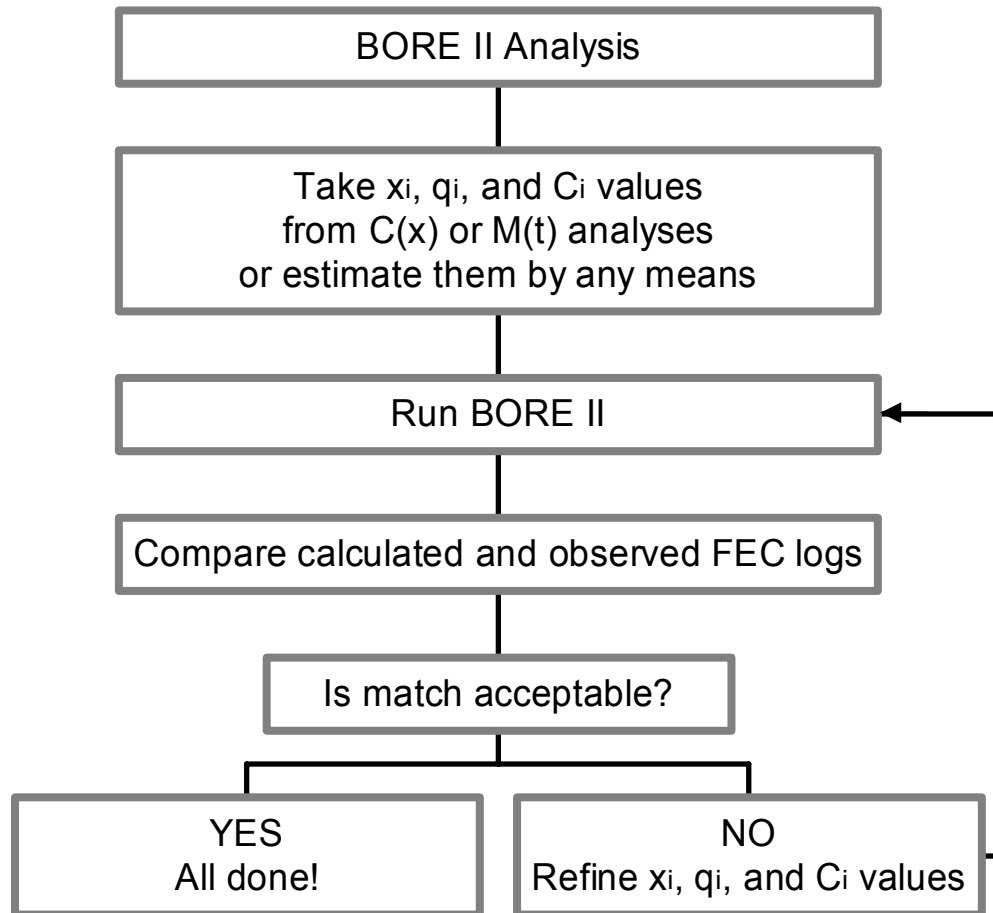 BORE II Analysis
Take xi, qi, and Ci values
from C(x) or M(t) analyses
or estimate them by any means
Run BORE II
Compare calculated and observed FEC logs
Is match acceptable?
YES
All done!
NO
Refine xi, qi, and Ci values